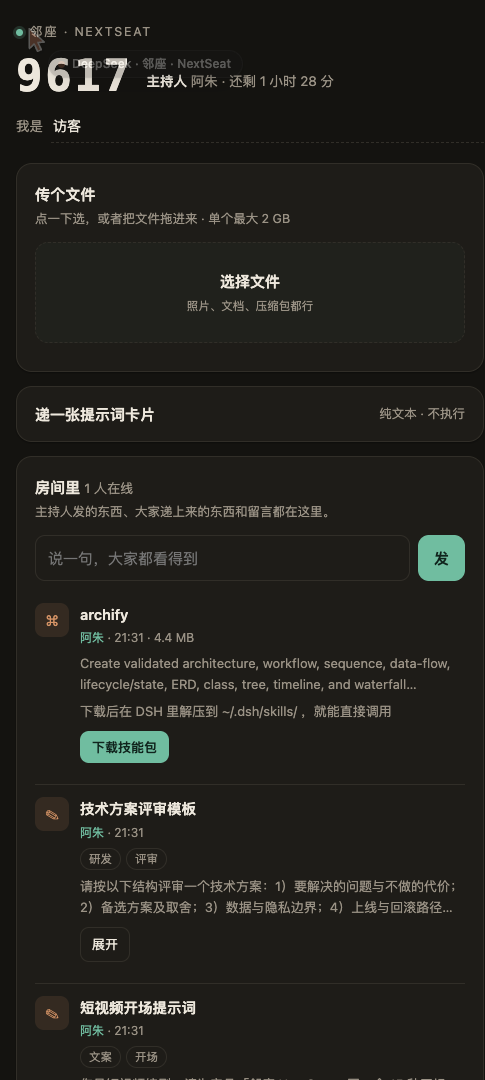 邻座 · NEXTSEAT
DeepSeek · 邻座 · NextSeat
9617 主持人 阿朱 · 还剩 1 小时 28 分
我是 访客
传个文件
点一下选，或者把文件拖进来 · 单个最大 2 GB
选择文件
照片、文档、压缩包都行
递一张提示词卡片 纯文本 · 不执行
房间里 1 人在线
主持人发的东西、大家递上来的东西和留言都在这里。
说一句，大家都看得到 发
archify
阿朱 · 21:31 · 4.4 MB
Create validated architecture, workflow, sequence, data-flow,
lifecycle/state, ERD, class, tree, timeline, and waterfall...
下载后在 DSH 里解压到 ~/.dsh/skills/ ，就能直接调用
下载技能包
技术方案评审模板
阿朱 · 21:31
研发 评审
请按以下结构评审一个技术方案：1）要解决的问题与不做的代价；
2）备选方案及取舍；3）数据与隐私边界；4）上线与回滚路径...
展开
短视频开场提示词
阿朱 · 21:31
文案 开场